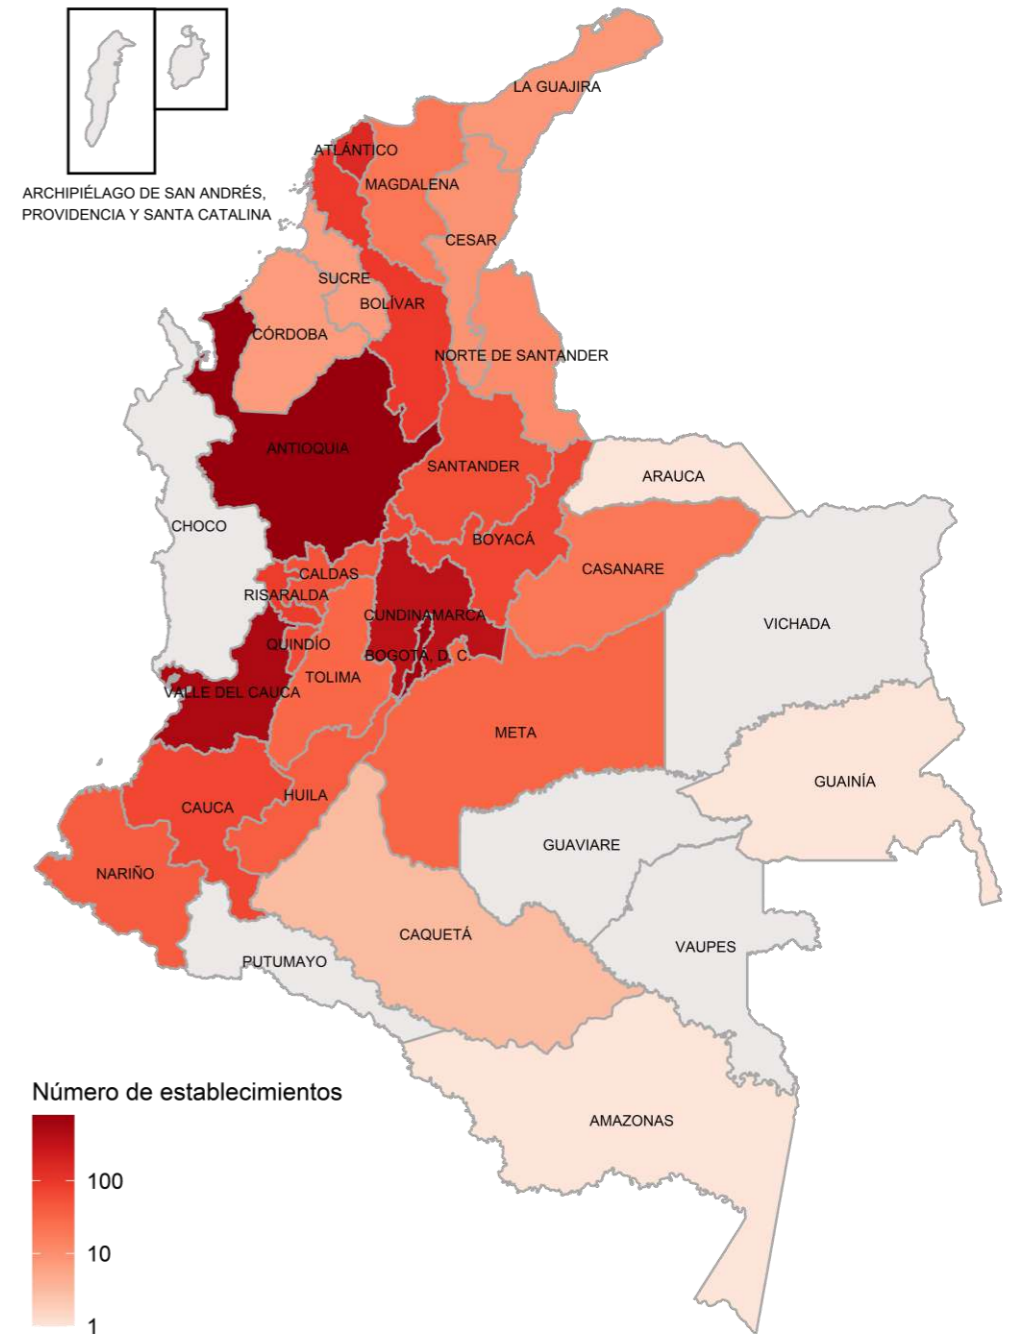 ARCHIPIÉLAGO DE SAN ANDRÉS,
PROVIDENCIA Y SANTA CATALINA
LA GUAJIRA
ATLÁNTICO
MAGDALENA
CESAR
SUCRE
BOLÍVAR
CÓRDOBA
NORTE DE SANTANDER
ANTIOQUIA
SANTANDER
ARAUCA
CHOCO
BOYACÁ
CASANARE
CALDAS
RISARALDA
CUNDINAMARCA
VICHADA
QUINDÍO
BOGOTÁ, D. C.
TOLIMA
VALLE DEL CAUCA
META
GUAINÍA
HUILA
CAUCA
GUAVIARE
NARIÑO
CAQUETÁ
VAUPES
PUTUMAYO
AMAZONAS
Número de establecimientos
100
10
1